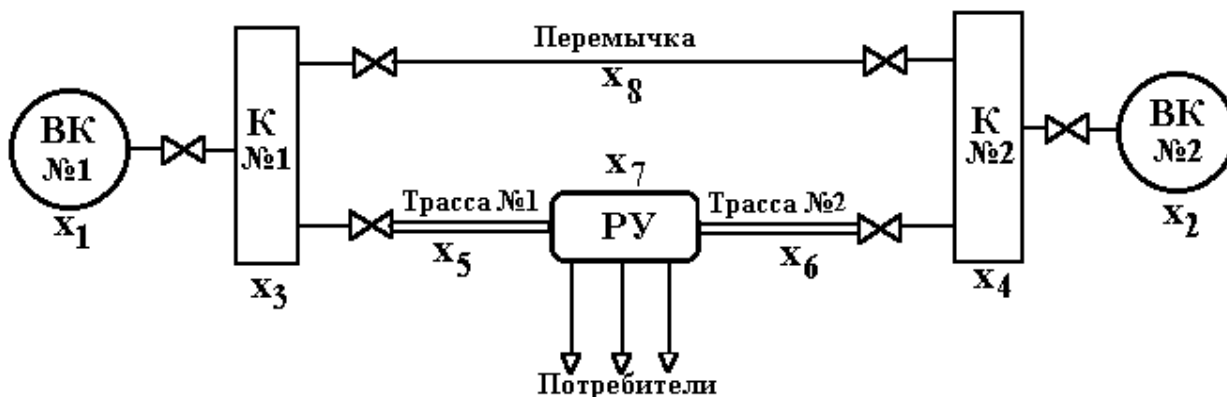 Перемычка
x8
ВК
№1
x1
К
№1
x3
Трасса №1
x5
x7
РУ
Трасса №2
x6
К
№2
x4
ВК
№2
x2
Потребители